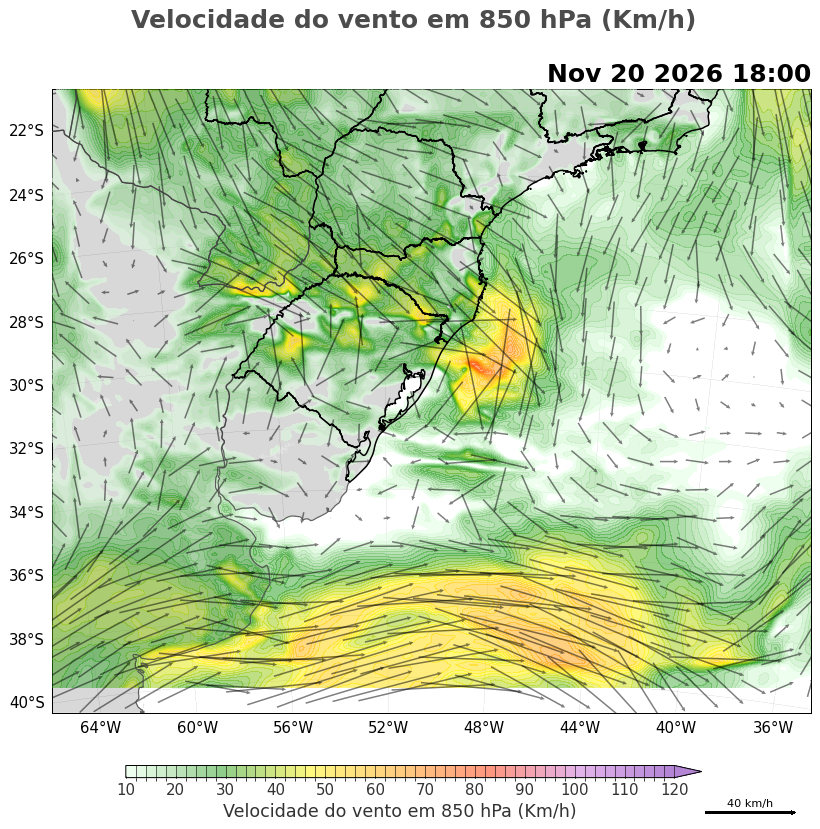 Velocidade do vento em 850 hPa (Km/h)
Nov 20 2026 18:00
22°S
24°S
26°S
28°S
30°S
32°S
34°S
36°S
38°S
40°S
64°W 60°W 56°W 52°W 48°W 44°W 40°W 36°W
10 20 30 40 50 60 70 80 90 100 110 120
Velocidade do vento em 850 hPa (Km/h)
40 km/h